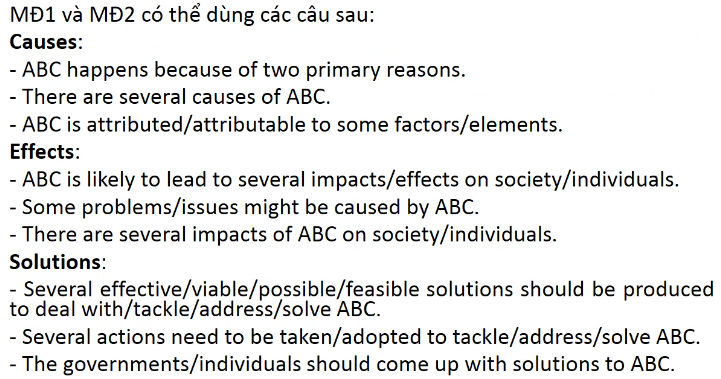 MĐ1 và MĐ2 có thể dùng các câu sau:
Causes:
- ABC happens because of two primary reasons.
- There are several causes of ABC.
- ABC is attributed/attributable to some factors/elements.
Effects:
- ABC is likely to lead to several impacts/effects on society/individuals.
- Some problems/issues might be caused by ABC.
- There are several impacts of ABC on society/individuals.
Solutions:
- Several effective/viable/possible/feasible solutions should be produced
to deal with/tackle/address/solve ABC.
- Several actions need to be taken/adopted to tackle/address/solve ABC.
- The governments/individuals should come up with solutions to ABC.